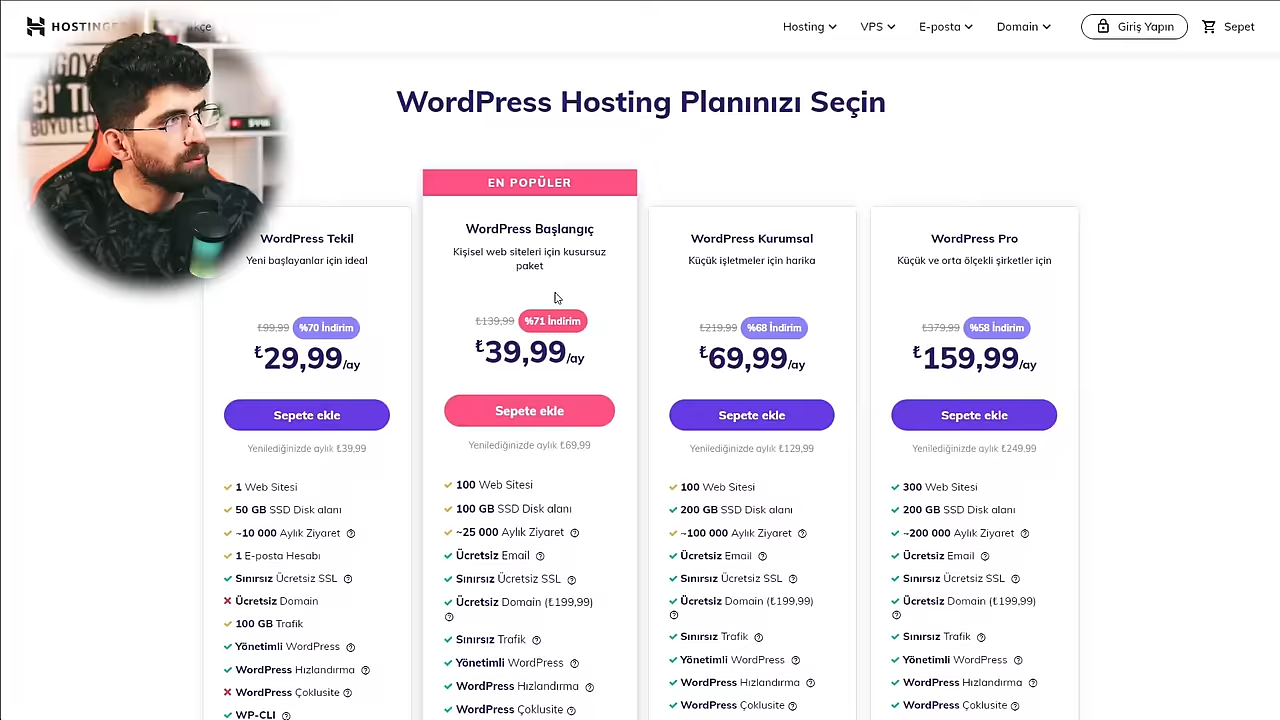 HOSTINGE
Hosting
VPS
E-posta
Domain
Giriş Yapın
Sepet
BÜYÜTEL
WordPress Hosting Planınızı Seçin
WordPress Tekil
Yeni başlayanlar için ideal
₺99,99 %70 İndirim
₺29,99/ay
Sepete ekle
Yenilediğinizde aylık ₺39,99
1 Web Sitesi
50 GB SSD Disk alanı
~10 000 Aylık Ziyaret
1 E-posta Hesabı
Sınırsız Ücretsiz SSL
Ücretsiz Domain
100 GB Trafik
Yönetimli WordPress
WordPress Hızlandırma
WordPress Çoklusite
WP-CLI
EN POPÜLER
WordPress Başlangıç
Kişisel web siteleri için kusursuz
paket
₺139,99 %71 İndirim
₺39,99/ay
Sepete ekle
Yenilediğinizde aylık ₺69,99
100 Web Sitesi
100 GB SSD Disk alanı
~25 000 Aylık Ziyaret
Ücretsiz Email
Sınırsız Ücretsiz SSL
Ücretsiz Domain (₺199,99)
Sınırsız Trafik
Yönetimli WordPress
WordPress Hızlandırma
WordPress Çoklusite
WordPress Kurumsal
Küçük işletmeler için harika
₺219,99 %68 İndirim
₺69,99/ay
Sepete ekle
Yenilediğinizde aylık ₺129,99
100 Web Sitesi
200 GB SSD Disk alanı
~100 000 Aylık Ziyaret
Ücretsiz Email
Sınırsız Ücretsiz SSL
Ücretsiz Domain (₺199,99)
Sınırsız Trafik
Yönetimli WordPress
WordPress Hızlandırma
WordPress Çoklusite
WordPress Pro
Küçük ve orta ölçekli şirketler için
₺379,99 %58 İndirim
₺159,99/ay
Sepete ekle
Yenilediğinizde aylık ₺249,99
300 Web Sitesi
200 GB SSD Disk alanı
~200 000 Aylık Ziyaret
Ücretsiz Email
Sınırsız Ücretsiz SSL
Ücretsiz Domain (₺199,99)
Sınırsız Trafik
Yönetimli WordPress
WordPress Hızlandırma
WordPress Çoklusite